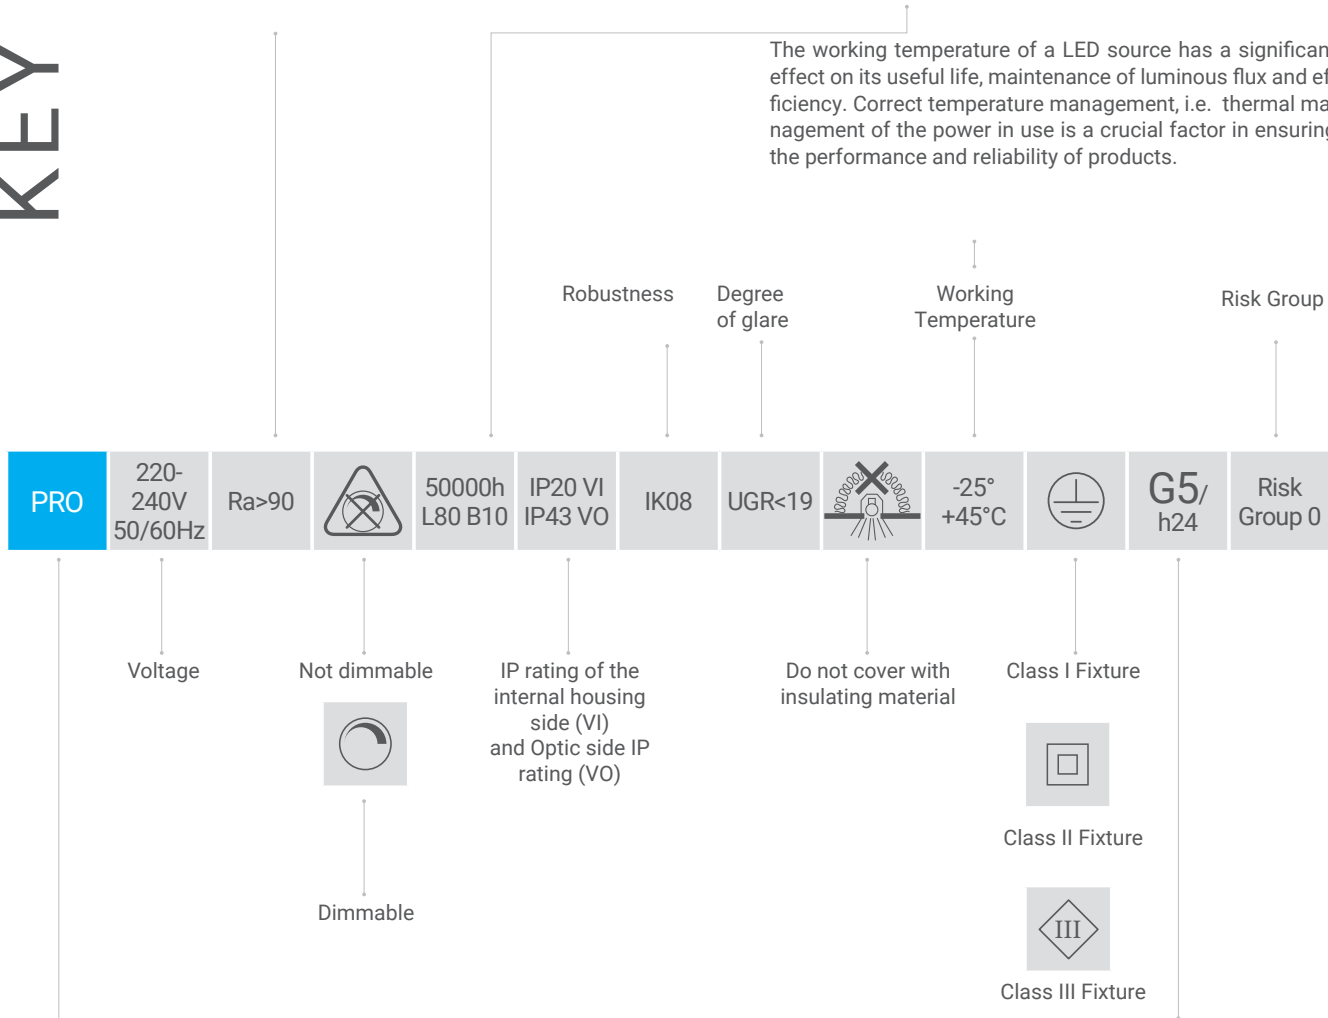 KEY
The working temperature of a LED source has a significan
effect on its useful life, maintenance of luminous flux and ef
ficiency. Correct temperature management, i.e. thermal ma
nagement of the power in use is a crucial factor in ensuring
the performance and reliability of products.
Robustness
Degree
of glare
Working
Temperature
Risk Group
PRO
220-
240V
50/60Hz
Ra>90
50000h
L80 B10
IP20 VI
IP43 VO
IK08
UGR<19
-25°
+45°C
G5/
h24
Risk
Group 0
Voltage
Not dimmable
IP rating of the
internal housing
side (VI)
and Optic side IP
rating (VO)
Do not cover with
insulating material
Class I Fixture
Class II Fixture
Dimmable
III
Class III Fixture